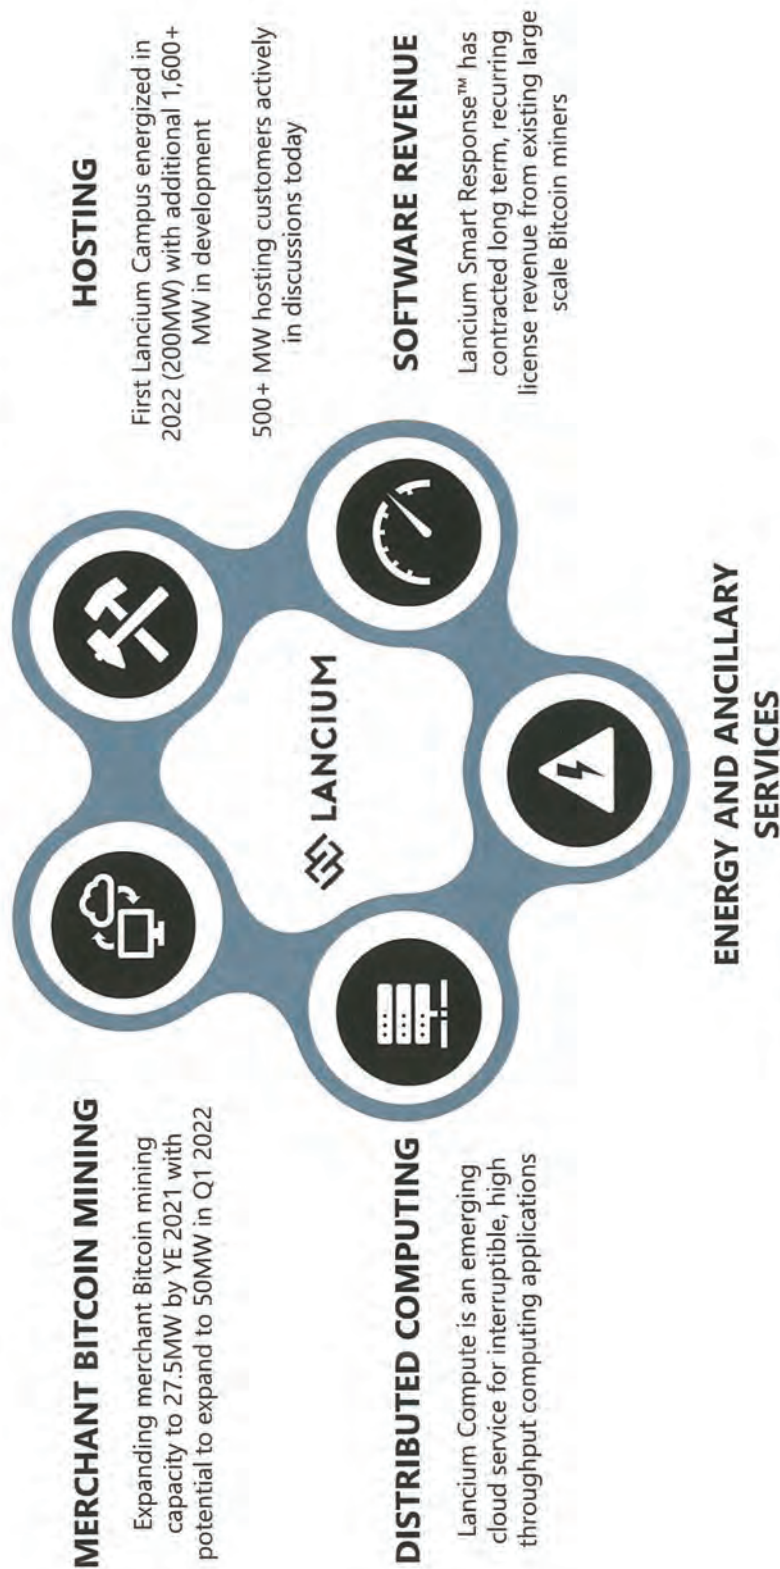 MERCHANT BITCOIN MINING
Expanding merchant Bitcoin mining
capacity to 27.5MW by YE 2021 with
potential to expand to 50MW in Q1 2022
HOSTING
First Lancium Campus energized in
2022 (200MW) with additional 1,600+
MW in development
500+ MW hosting customers actively
in discussions today
LANCIUM
DISTRIBUTED COMPUTING
Lancium Compute is an emerging
cloud service for interruptible, high
throughput computing applications
SOFTWARE REVENUE
Lancium Smart Response™ has
contracted long term, recurring
license revenue from existing large
scale Bitcoin miners
ENERGY AND ANCILLARY
SERVICES